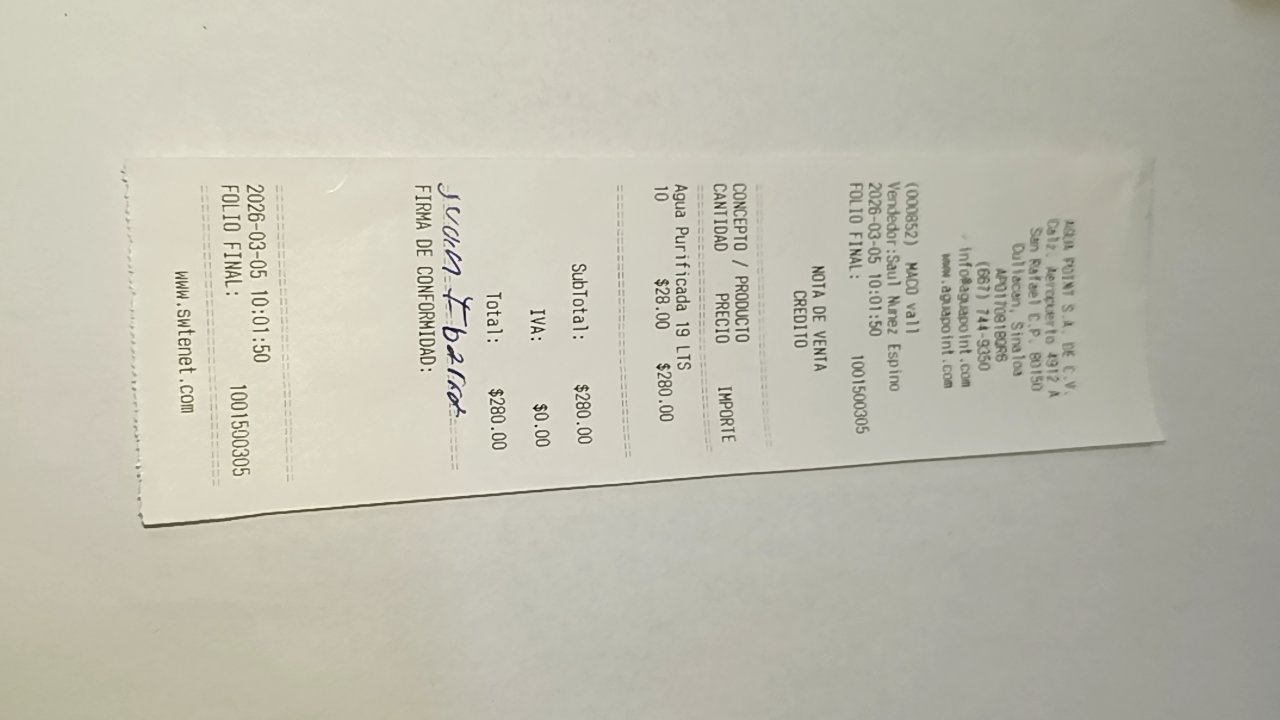 AGUA POINT S.A. DE C.V.
Calz. Aeropuerto 4912 A
San Rafael C.P. 80150
Culiacan, Sinaloa
(667) 744-9350
info@aguapoint.com
www.aguapoint.com
(000852) MACO vall
Vendedor:Saul Nunez Espino
2026-03-05 10:01:50
FOLIO FINAL: 1001500305
NOTA DE VENTA
CREDITO
CONCEPTO / PRODUCTO
CANTIDAD PRECIO IMPORTE
Agua Purificada 19 LTS
10 $28.00 $280.00
SubTotal: $280.00
IVA: $0.00
Total: $280.00
FIRMA DE CONFORMIDAD:
2026-03-05 10:01:50
FOLIO FINAL: 1001500305
www.swtenet.com